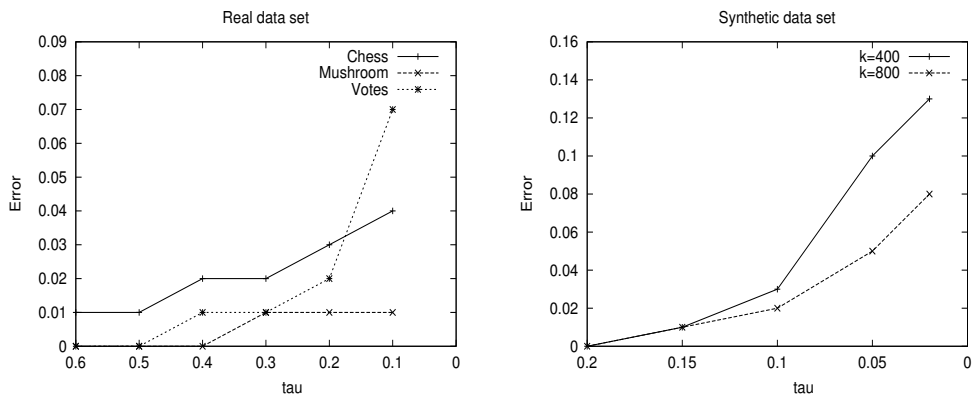 Real data set
Chess
Mushroom
Votes
0.09
0.08
0.07
0.06
0.05
0.04
0.03
0.02
0.01
0
Error
0.6 0.5 0.4 0.3 0.2 0.1 0
tau
Synthetic data set
k=400
k=800
0.16
0.14
0.12
0.1
0.08
0.06
0.04
0.02
0
Error
0.2 0.15 0.1 0.05 0
tau